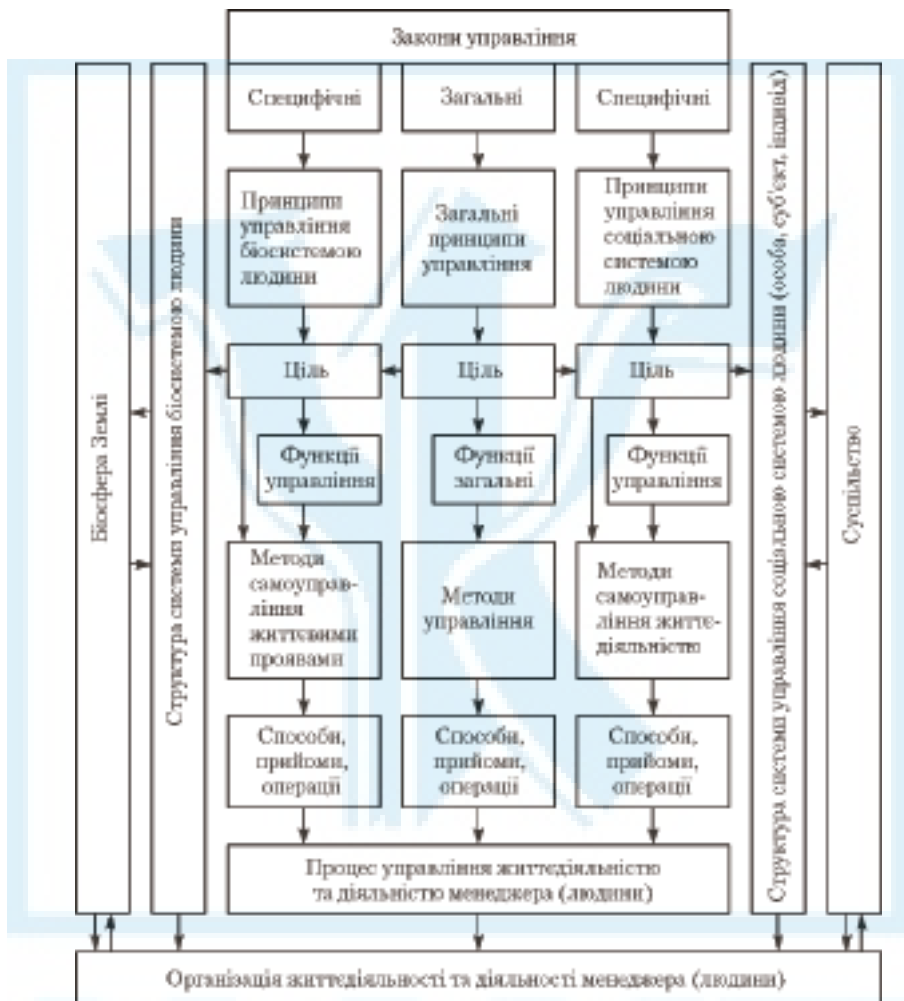 Закони управління
Специфічні
Загальні
Специфічні
Принципи
управління
біосистемою
людини
Загальні
принципи
управління
Принципи
управління
соціальною
системою
людини
Ціль
Ціль
Ціль
Функції
управління
Функції
загальні
Функції
управління
Методи
самоуправ-
ління
життєвими
проявами
Методи
управління
Методи
самоуправ-
ління життє-
діяльністю
Способи,
прийоми,
операції
Способи,
прийоми,
операції
Способи,
прийоми,
операції
Процес управління життєдіяльністю
та діяльністю менеджера (людини)
Біосфера Землі
Структура системи управління біосистемою людини
Структура системи управління соціальною системою людини (особа, суб'єкт, індивід)
Суспільство
Організація життєдіяльності та діяльності менеджера (людини)